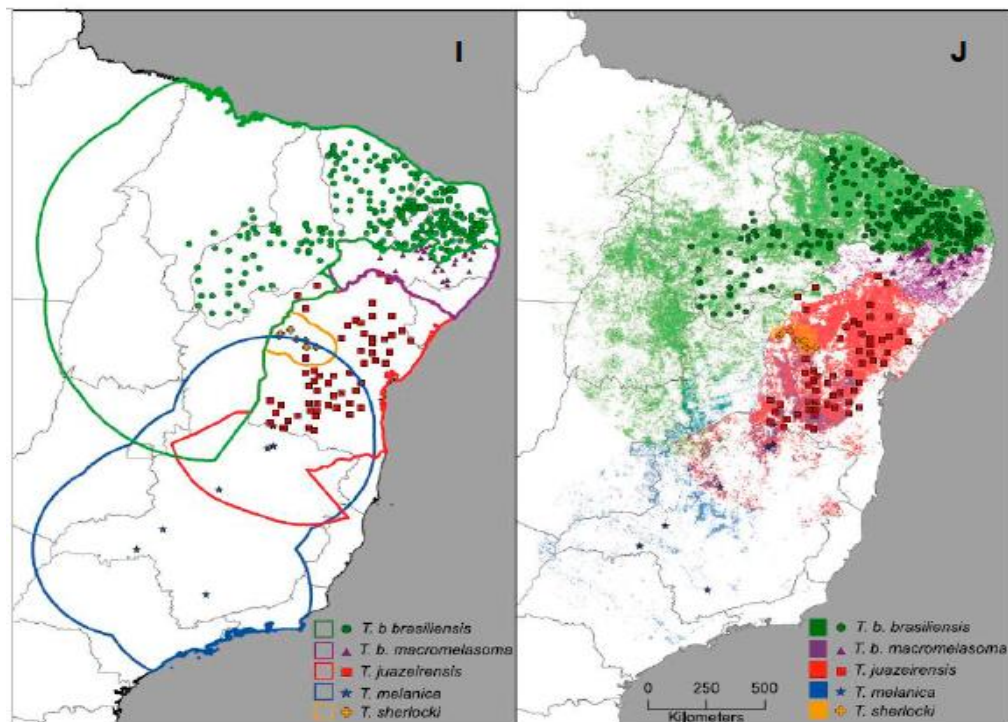 I
T. b brasiliensis
T. b. macromelasoma
T. juazeirensis
T. melanica
T. sherlocki
J
T. b. brasiliensis
T. b. macromelasoma
T. juazeirensis
T. melanica
T. sherlocki
0 250 500
Kilometers